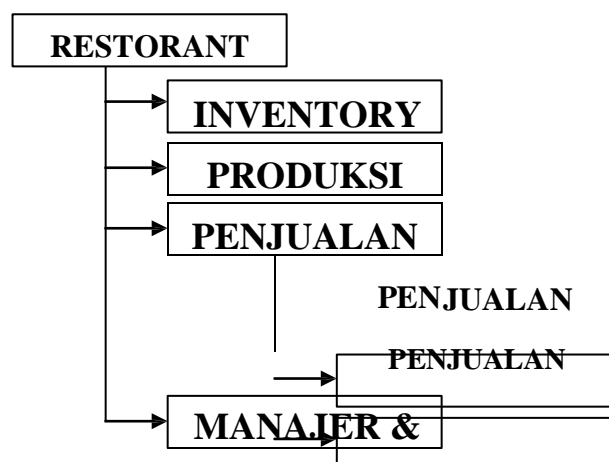 RESTORANT
INVENTORY
PRODUKSI
PENJUALAN
PENJUALAN
PENJUALAN
MANAJER &